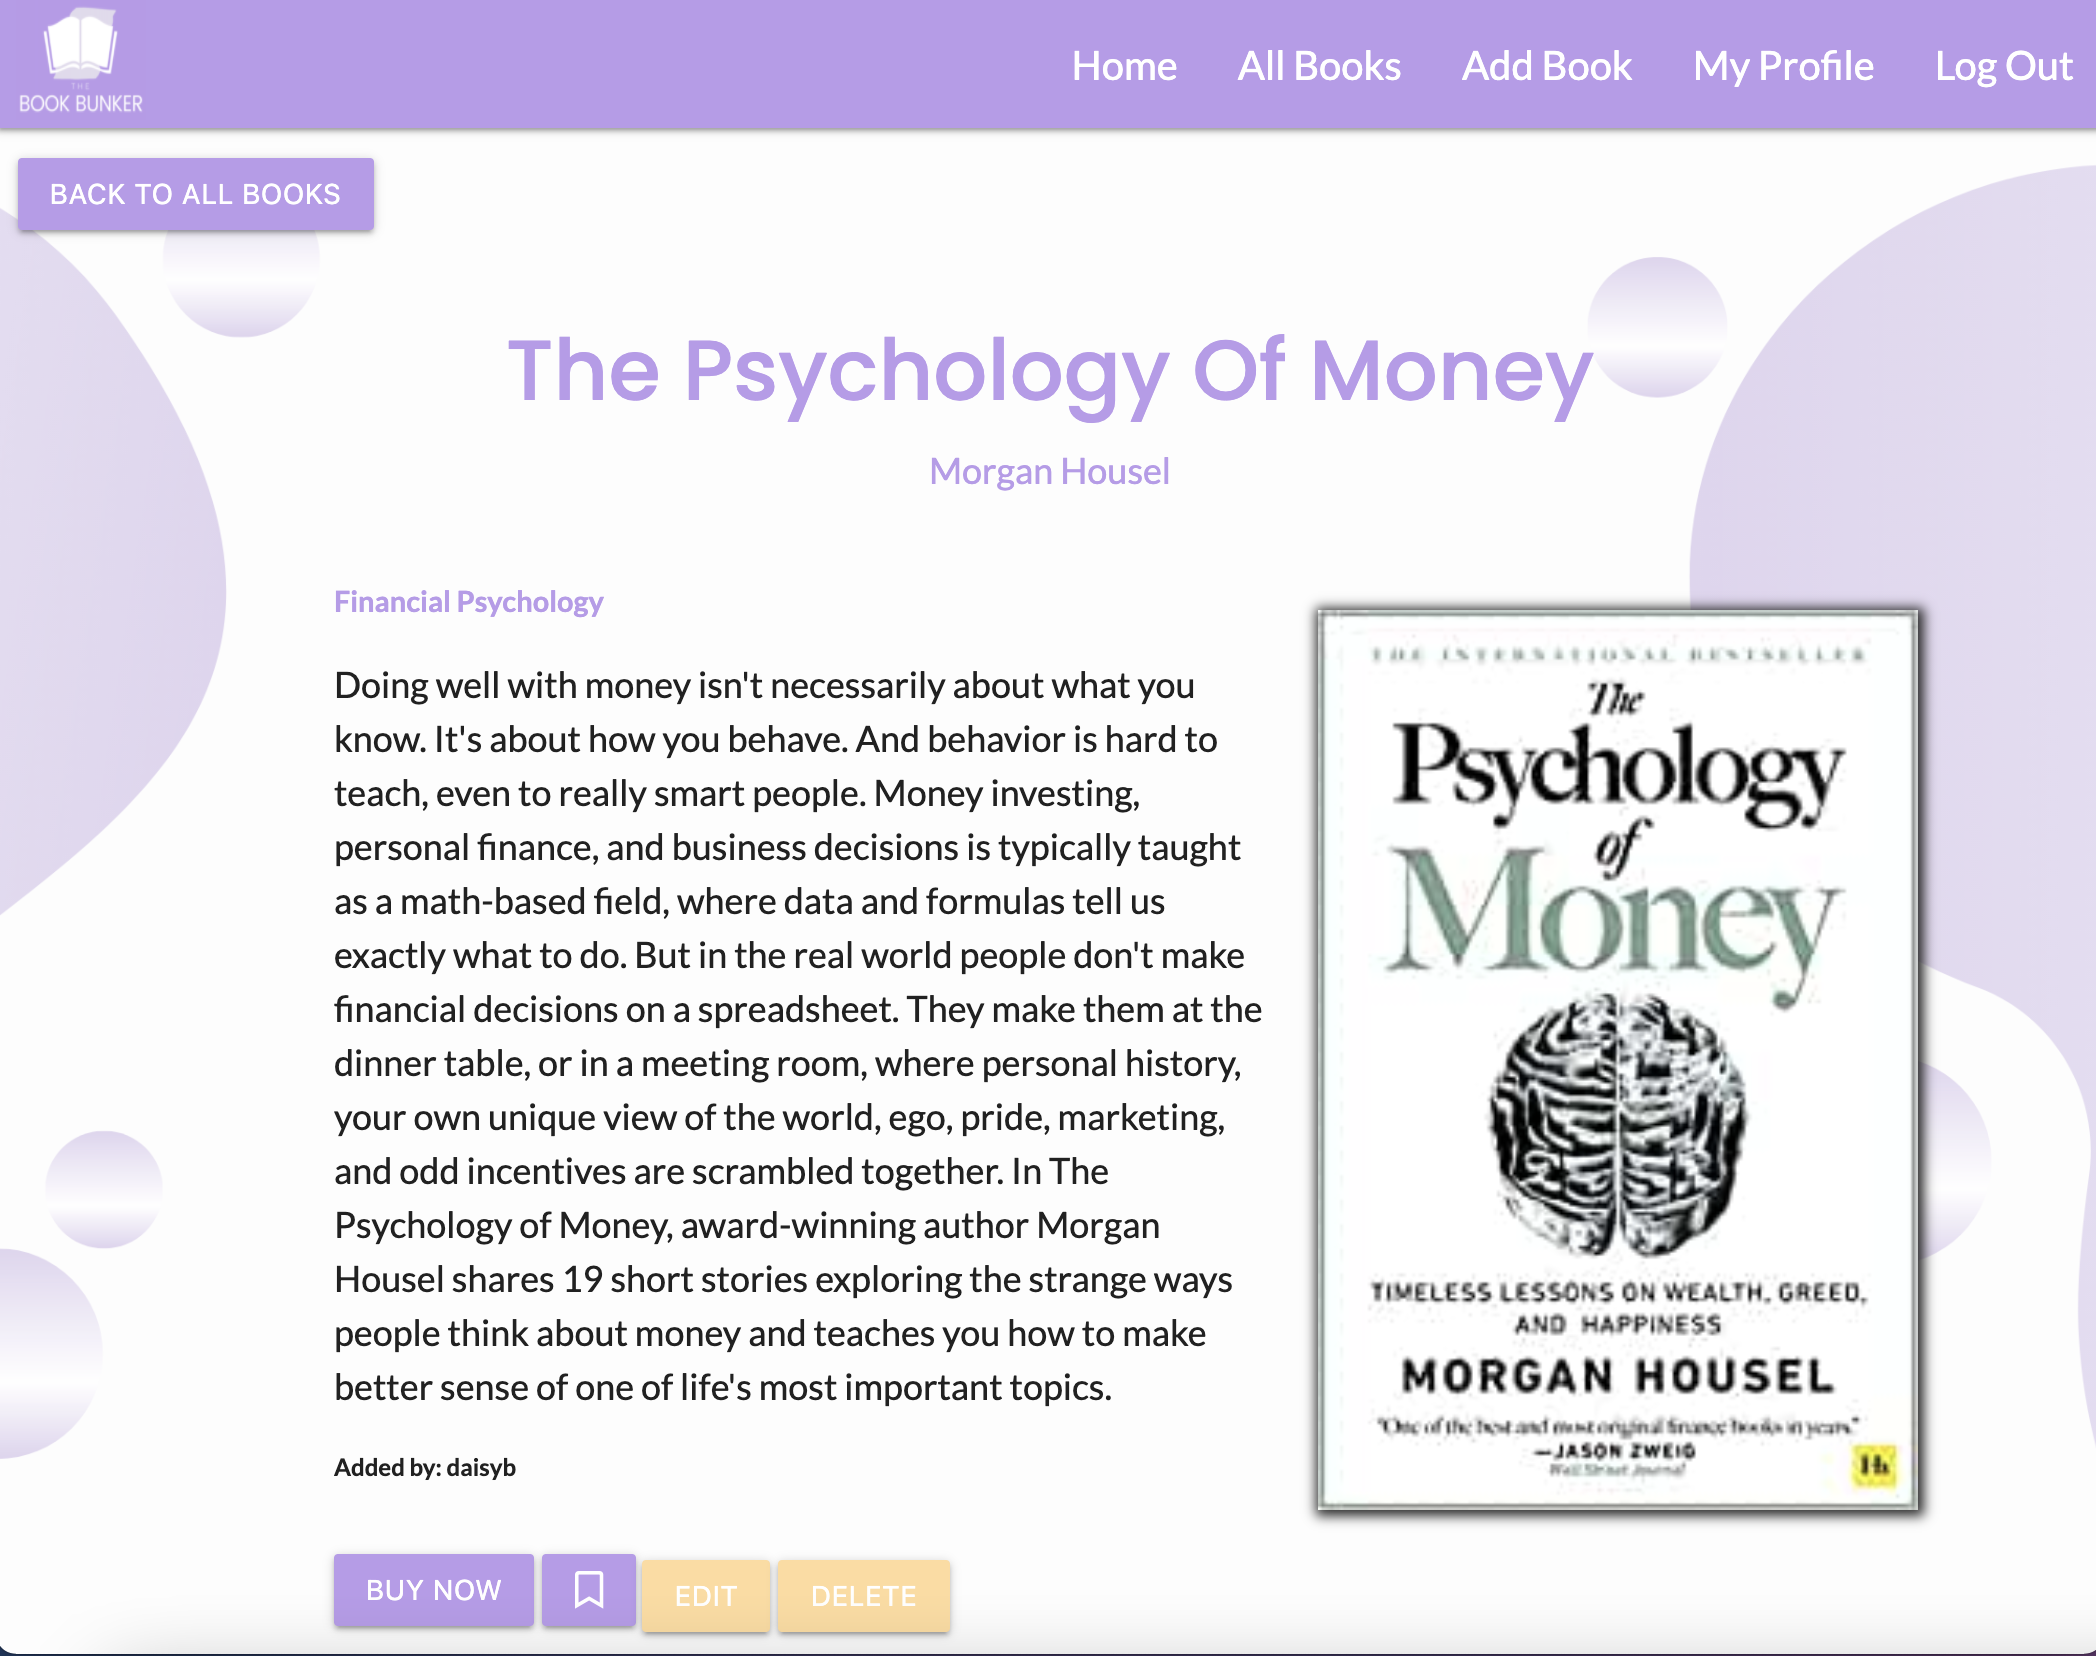 THE
BOOK BUNKER
Home
All Books
Add Book
My Profile
Log Out
BACK TO ALL BOOKS
The Psychology Of Money
Morgan Housel
Financial Psychology
Doing well with money isn't necessarily about what you
know. It's about how you behave. And behavior is hard to
teach, even to really smart people. Money investing,
personal finance, and business decisions is typically taught
as a math-based field, where data and formulas tell us
exactly what to do. But in the real world people don't make
financial decisions on a spreadsheet. They make them at the
dinner table, or in a meeting room, where personal history,
your own unique view of the world, ego, pride, marketing,
and odd incentives are scrambled together. In The
Psychology of Money, award-winning author Morgan
Housel shares 19 short stories exploring the strange ways
people think about money and teaches you how to make
better sense of one of life's most important topics.
Added by: daisyb
BUY NOW
EDIT
DELETE
THE INTERNATIONAL BESTSELLER
The
Psychology
of
Money
TIMELESS LESSONS ON WEALTH, GREED,
AND HAPPINESS
MORGAN HOUSEL
"One of the best and most original finance books in years."
—JASON ZWEIG
Wall Street Journal
Hh